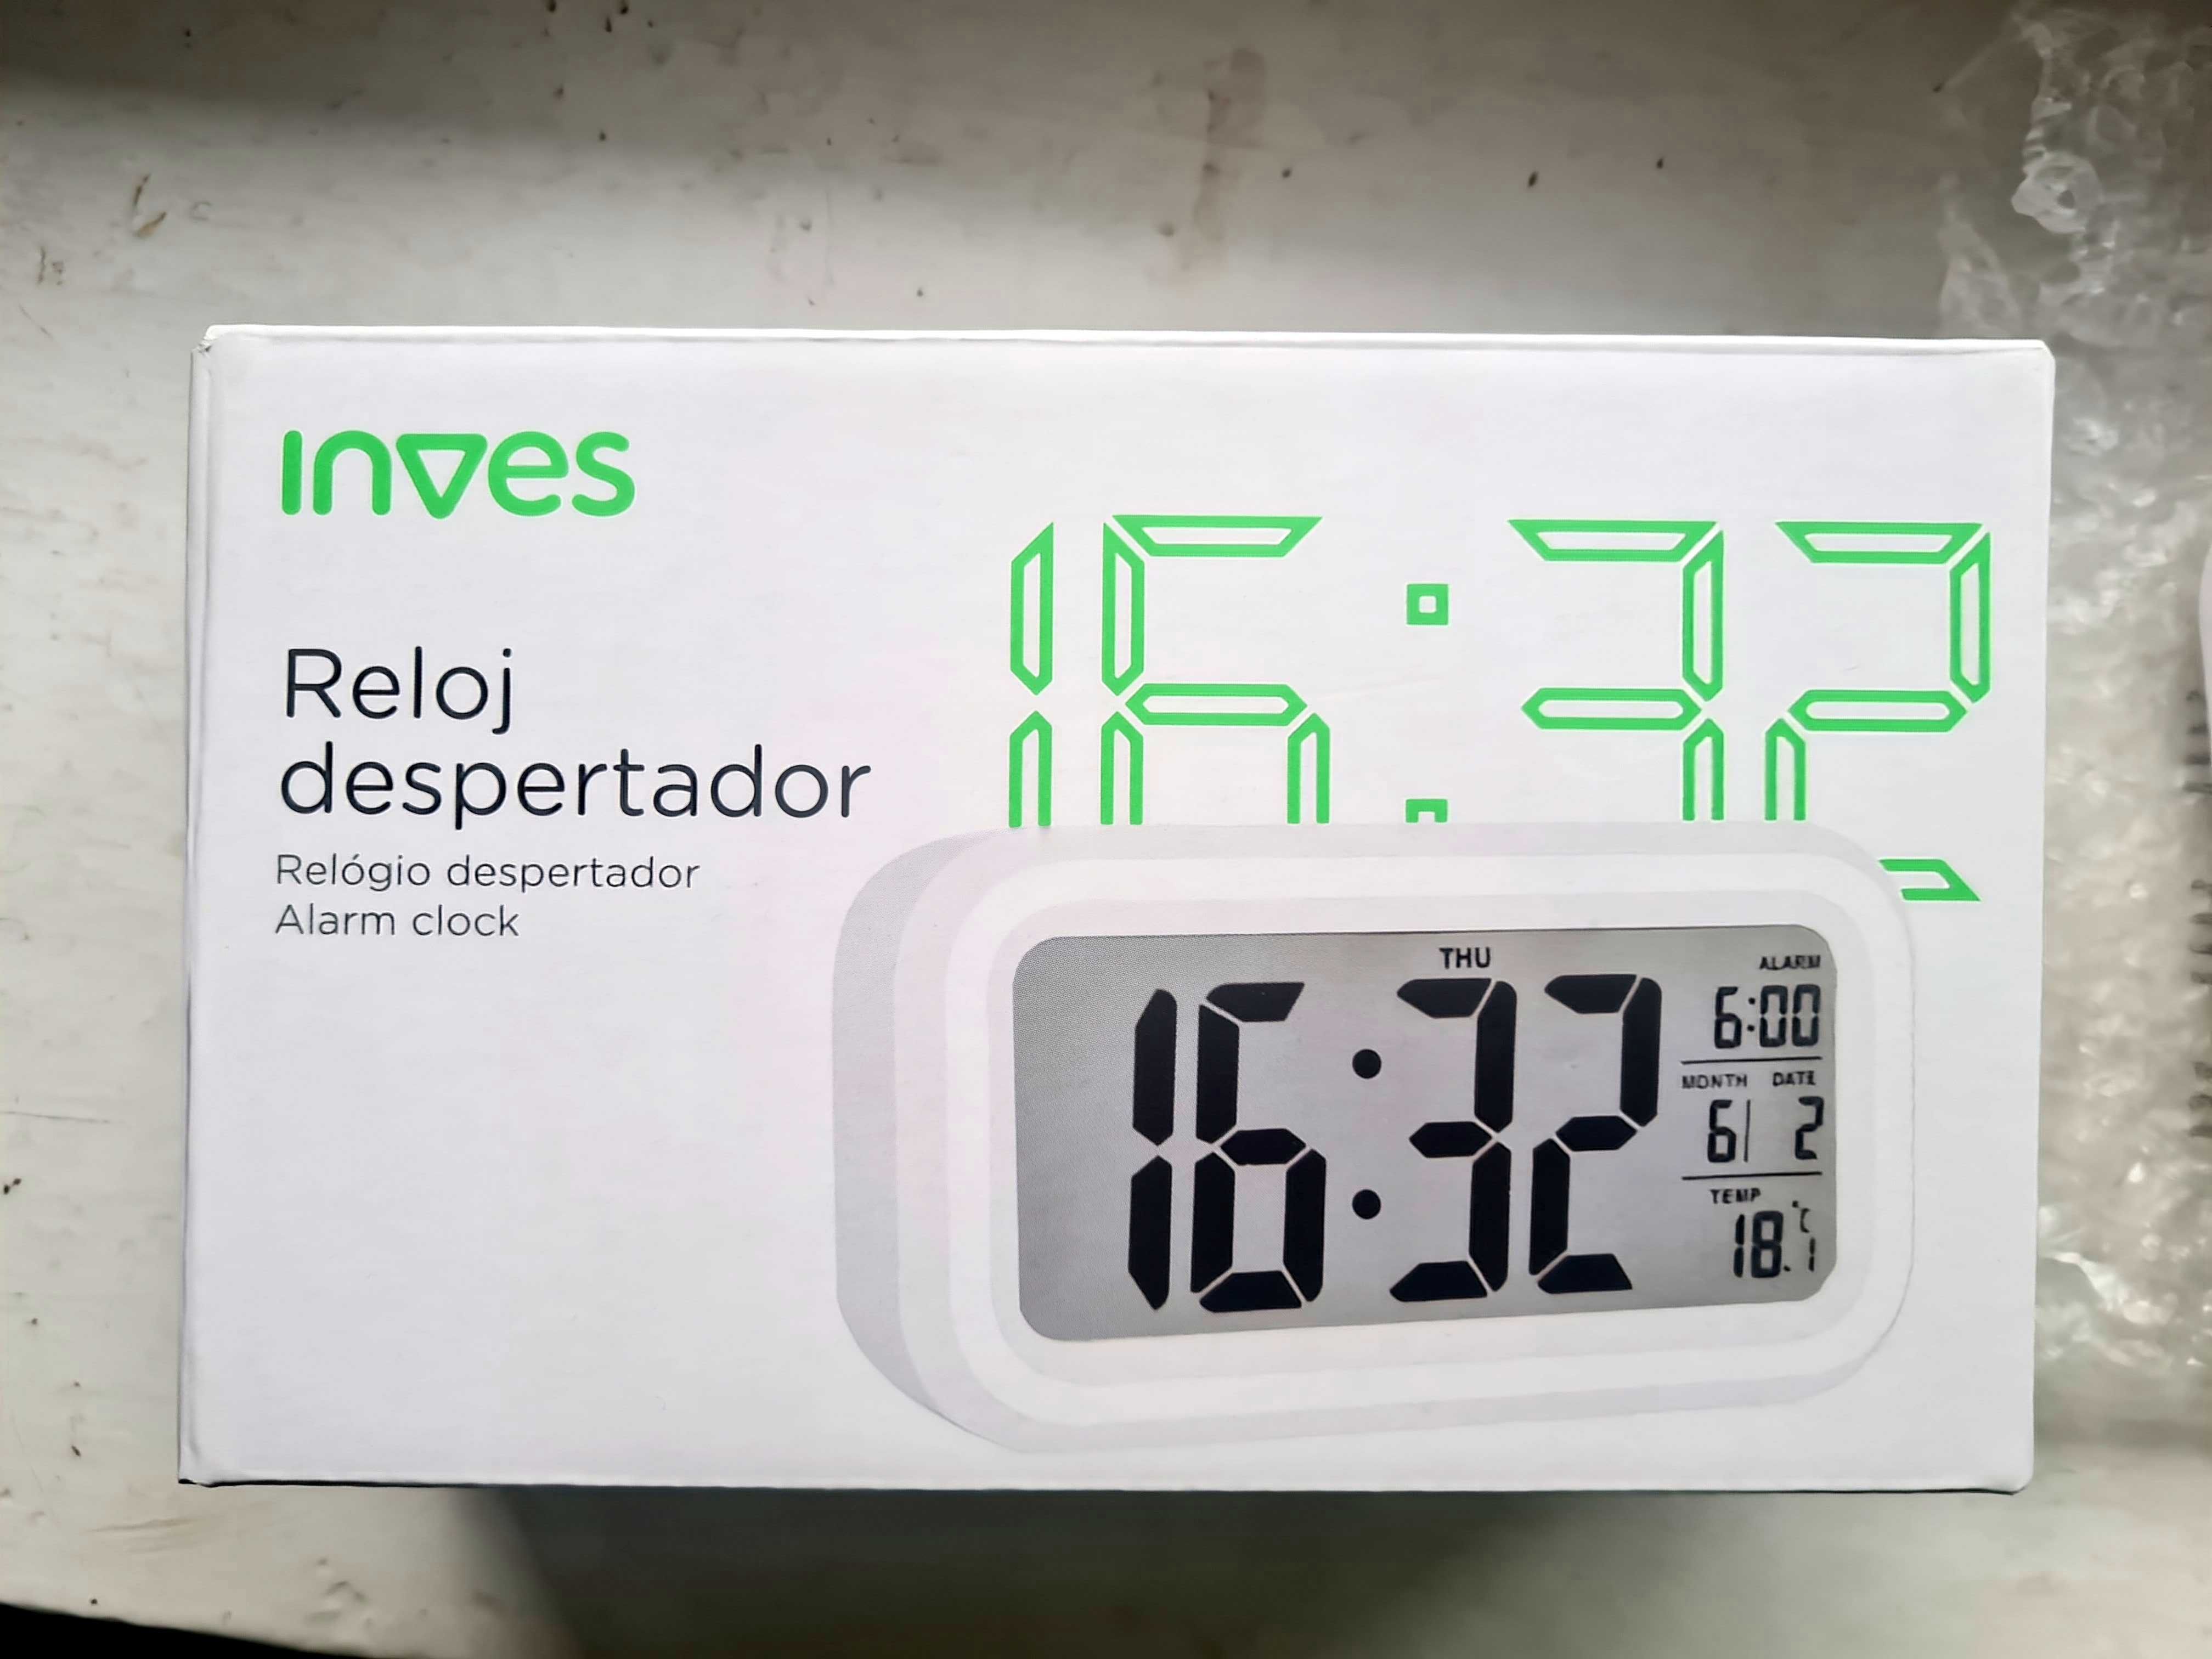 inves
16:32
Reloj
despertador
Relógio despertador
Alarm clock
THU
16:32
ALARM
6:00
MONTH DATE
6| 2
TEMP
18.1 °C